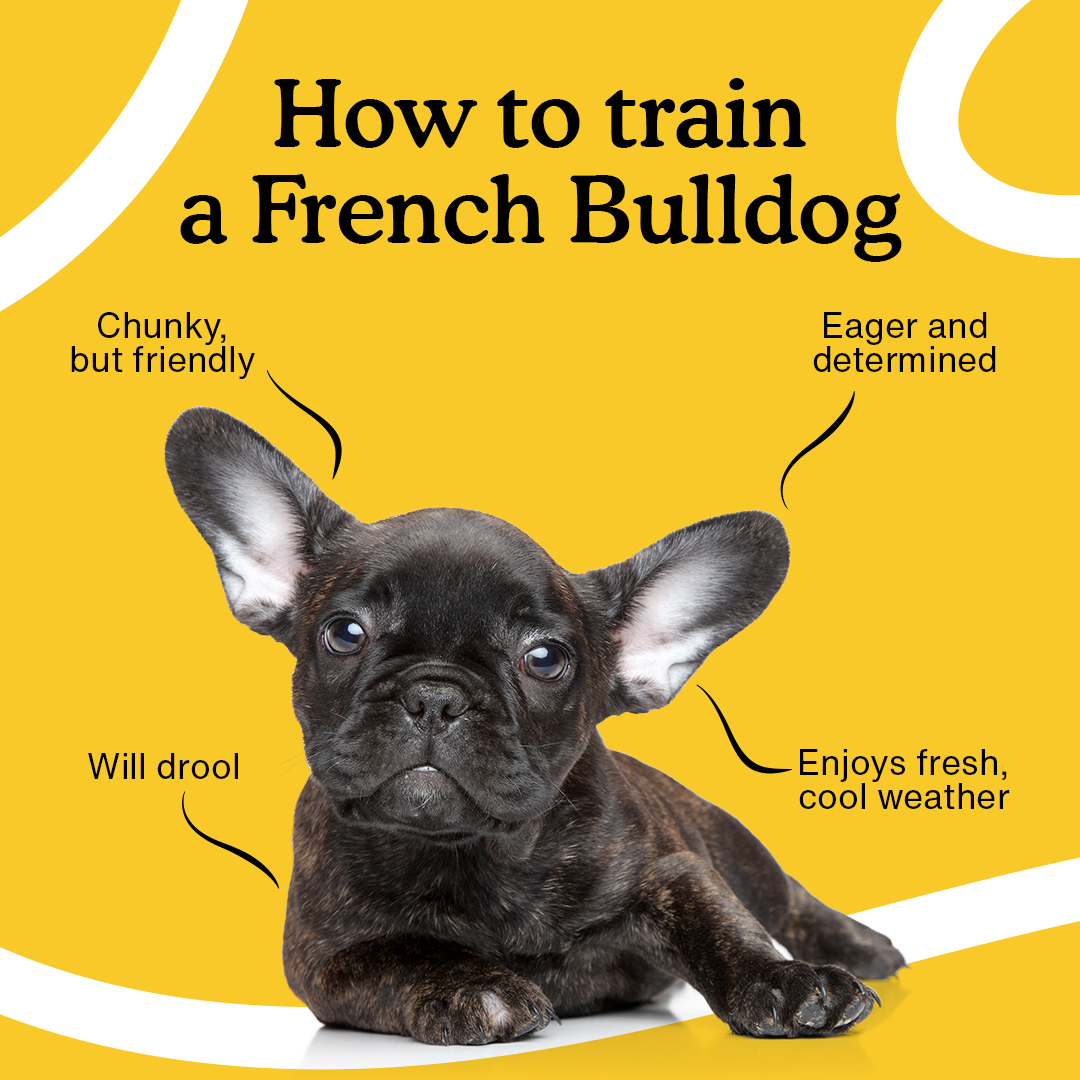 How to train
a French Bulldog
Chunky,
but friendly
Eager and
determined
Will drool
Enjoys fresh,
cool weather